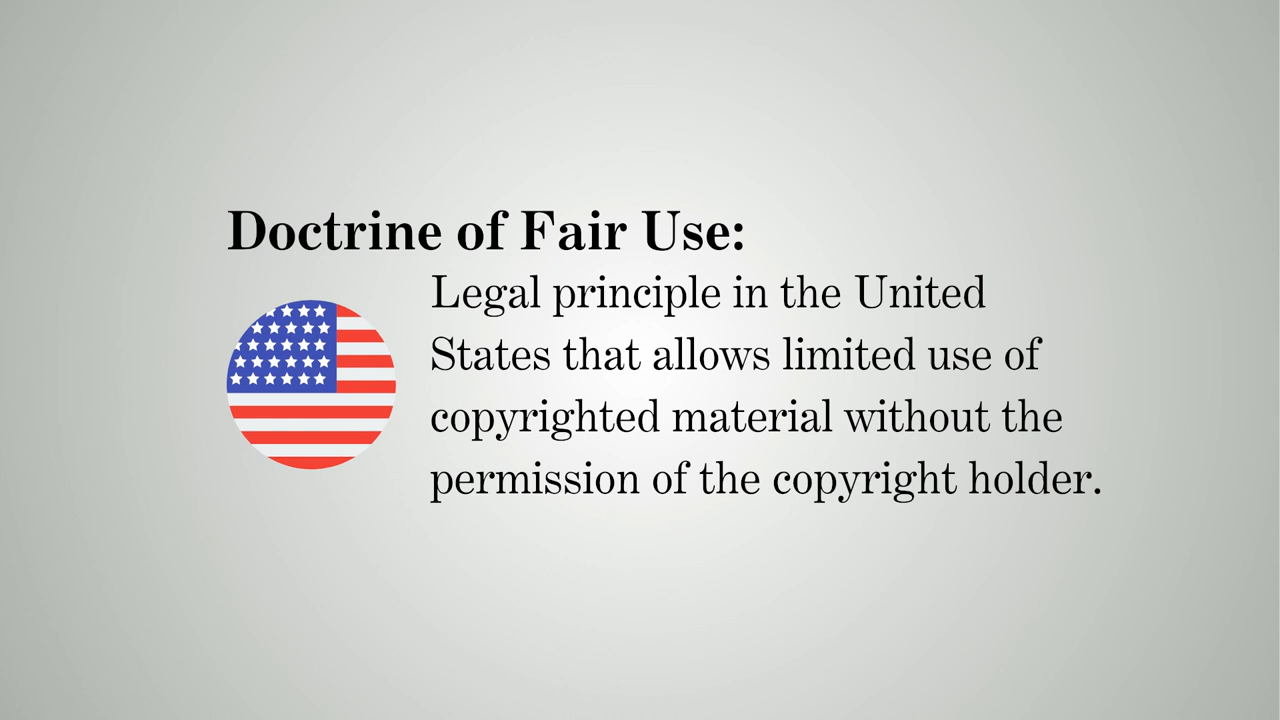 Doctrine of Fair Use:
Legal principle in the United
States that allows limited use of
copyrighted material without the
permission of the copyright holder.